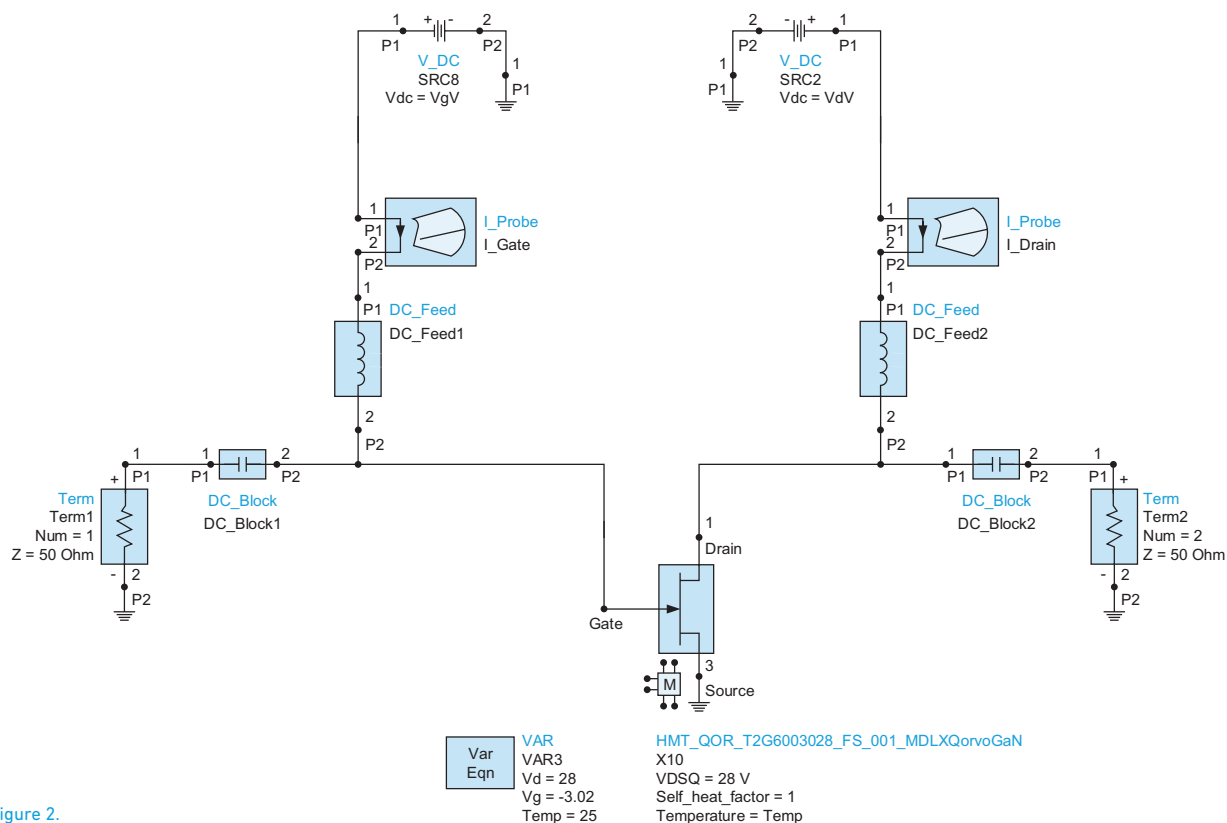 1 + - 2
P1 P2
V_DC
SRC8
Vdc = VgV
1
P1
2 - + 1
P2 P1
V_DC
SRC2
Vdc = VdV
1
P1
1
P1
2
P2
I_Probe
I_Gate
1
P1
2
P2
I_Probe
I_Drain
1
P1 DC_Feed
DC_Feed1
2
P2
1
P1 DC_Feed
DC_Feed2
2
P2
1
+ P1
Term
Term1
Num = 1
Z = 50 Ohm
- 2
P2
1 2
P1 P2
DC_Block
DC_Block1
1 2
P1 P2
DC_Block
DC_Block2
1
P1 +
Term
Term2
Num = 2
Z = 50 Ohm
- 2
P2
1
Drain
Gate
3
Source
M
Var
Eqn
VAR
VAR3
Vd = 28
Vg = -3.02
Temp = 25
HMT_QOR_T2G6003028_FS_001_MDLXQorvoGaN
X10
VDSQ = 28 V
Self_heat_factor = 1
Temperature = Temp
igure 2.